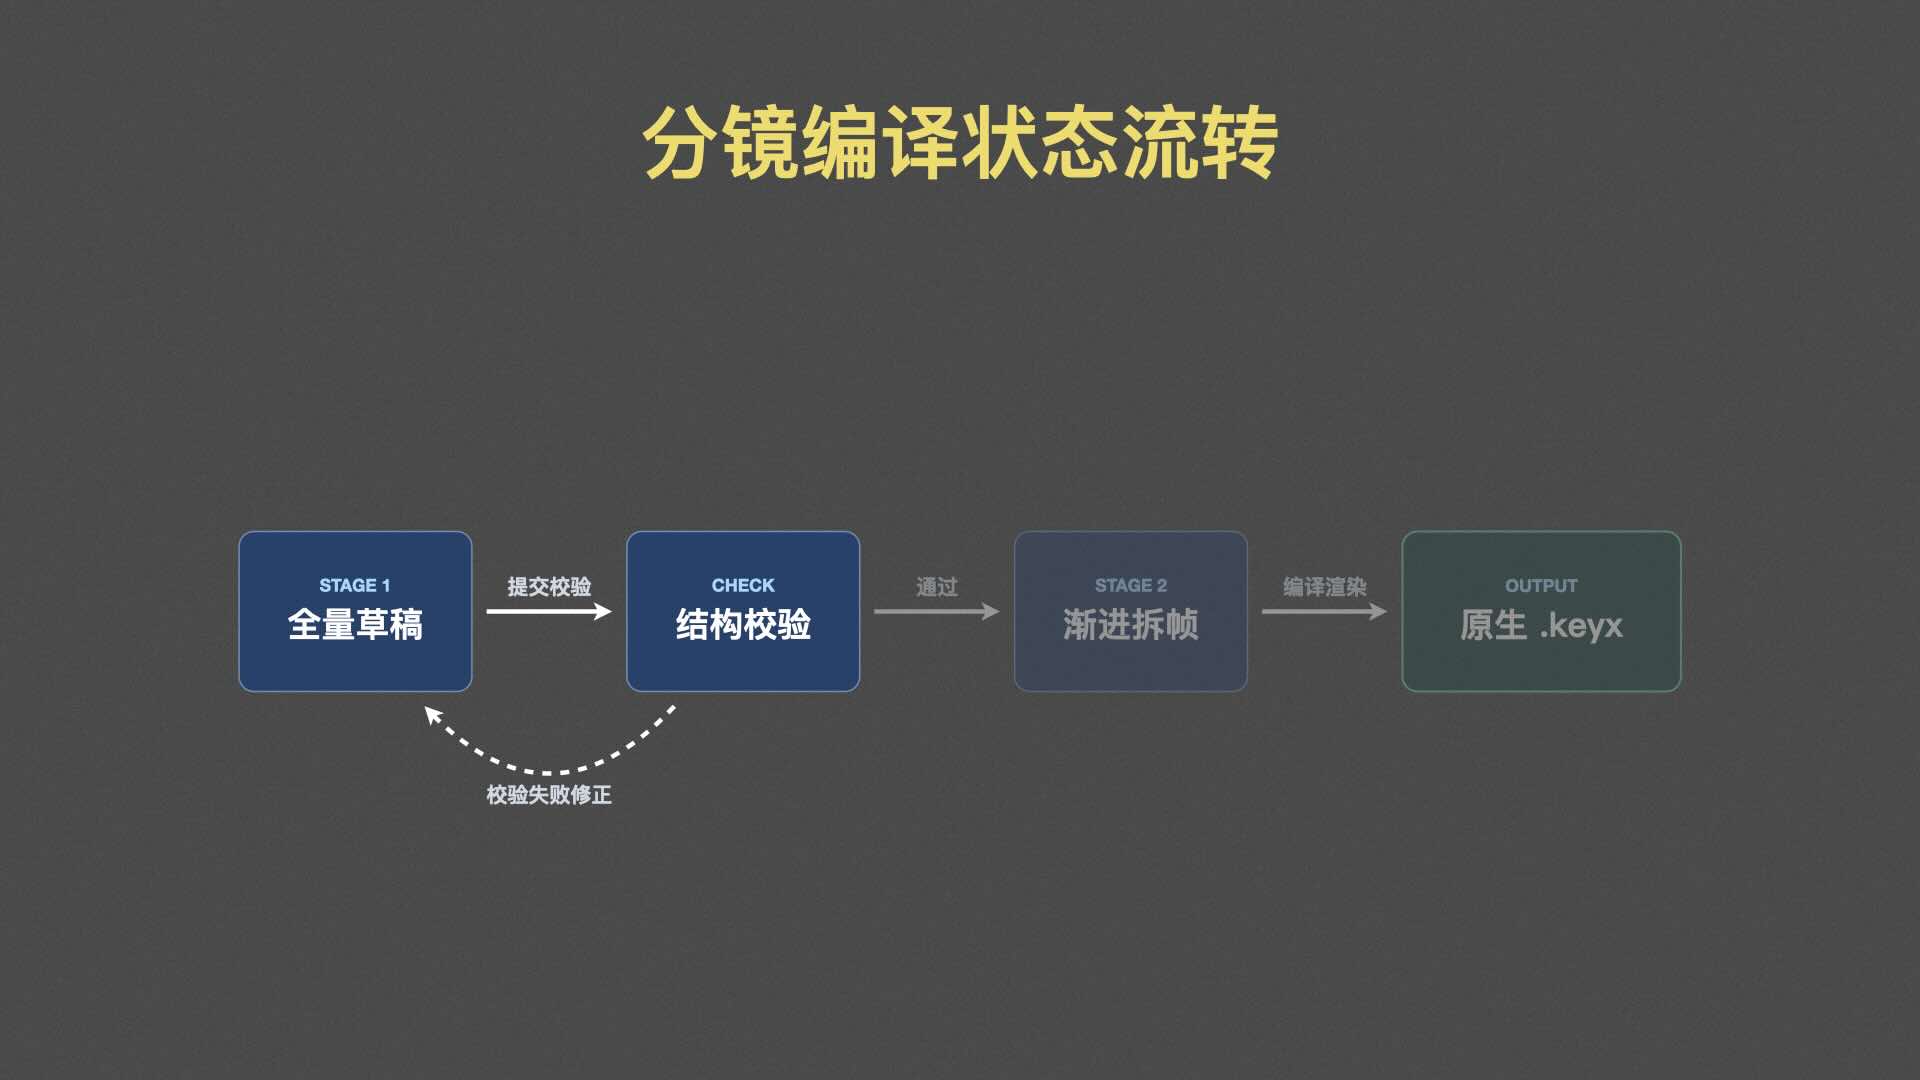 分镜编译状态流转
STAGE 1
全量草稿
提交校验
CHECK
结构校验
通过
STAGE 2
渐进拆帧
编译渲染
OUTPUT
原生 .keyx
校验失败修正